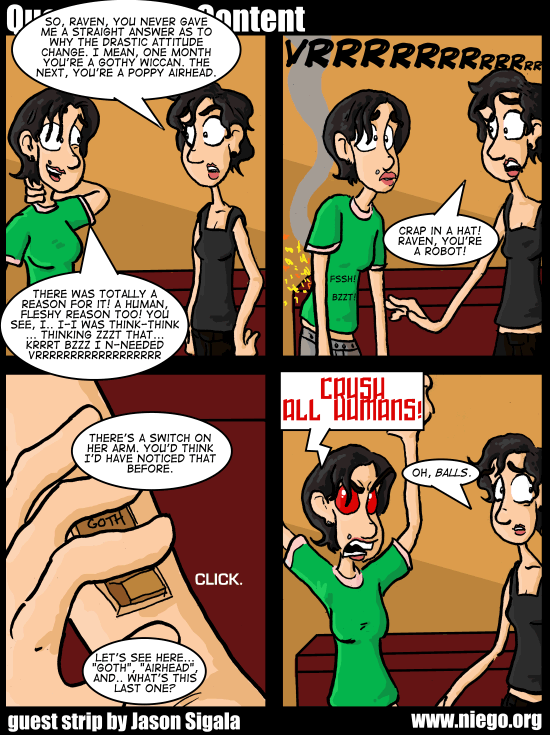 Qu Content
SO, RAVEN, YOU NEVER GAVE
ME A STRAIGHT ANSWER AS TO
WHY THE DRASTIC ATTITUDE
CHANGE. I MEAN, ONE MONTH
YOU'RE A GOTHY WICCAN. THE
NEXT, YOU'RE A POPPY AIRHEAD.
THERE WAS TOTALLY A
REASON FOR IT! A HUMAN,
FLESHY REASON TOO! YOU
SEE, I.. I-I WAS THINK-THINK
... THINKING ZZZT THAT...
KRRRT BZZZ I N-NEEDED
VRRRRRRRRRRRRRRRRRR
VRRRRRRRRRRRR
CRAP IN A HAT!
RAVEN, YOU'RE
A ROBOT!
FSSH!
BZZT!
THERE'S A SWITCH ON
HER ARM. YOU'D THINK
I'D HAVE NOTICED THAT
BEFORE.
GOTH
CLICK.
LET'S SEE HERE...
"GOTH", "AIRHEAD",
AND.. WHAT'S THIS
LAST ONE?
CRUSH
ALL HUMANS!
OH, BALLS.
guest strip by Jason Sigala
www.niego.org